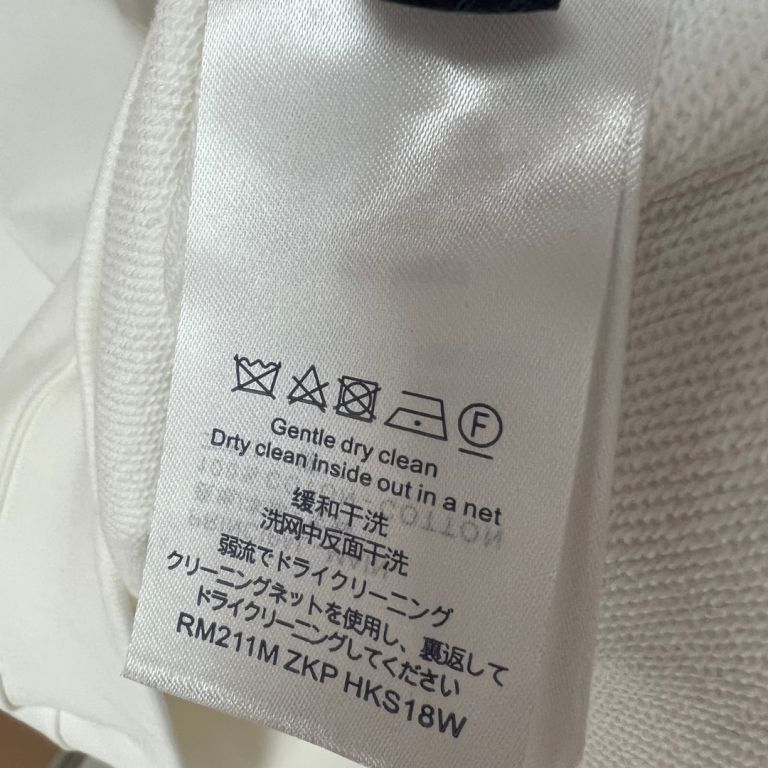 F
Gentle dry clean
Drty clean inside out in a net
缓和干洗
洗网中反面干洗
弱流でドライクリーニング
クリーニングネットを使用し、裏返して
ドライクリーニングしてください
RM211M ZKP HKS18W